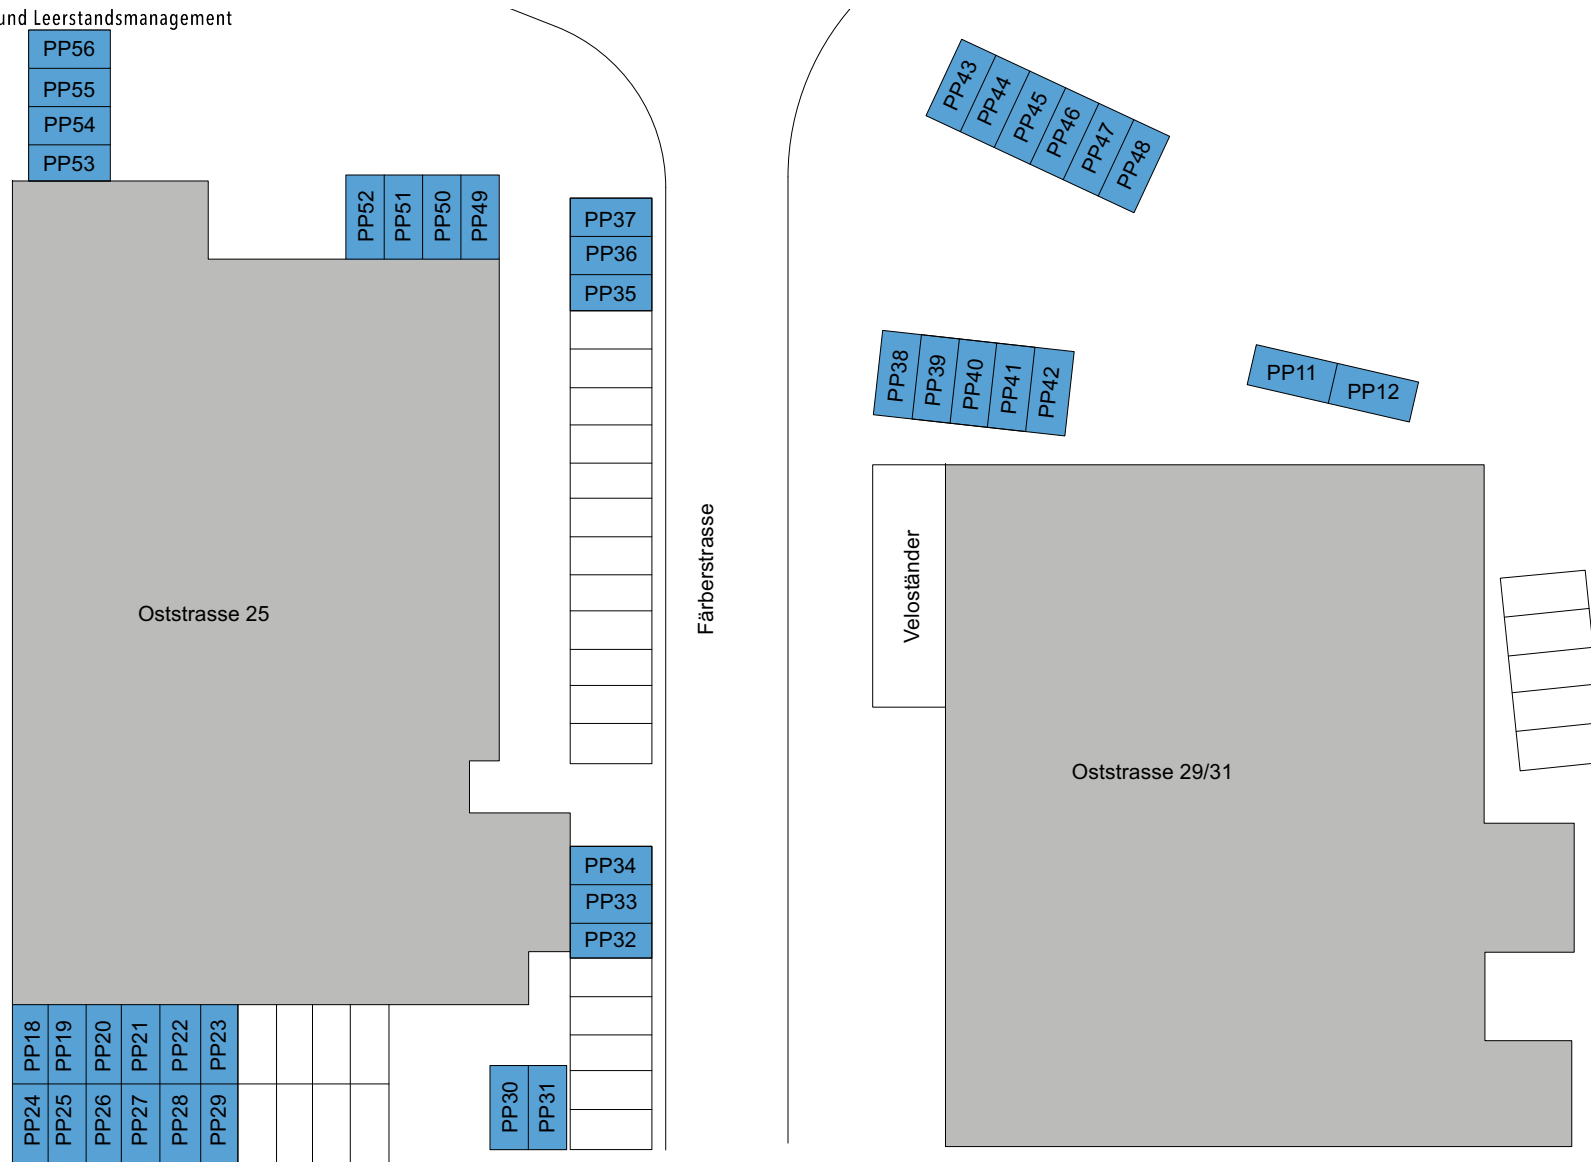 und Leerstandsmanagement
PP56
PP55
PP54
PP53
PP52
PP51
PP50
PP49
PP37
PP36
PP35
PP43
PP44
PP45
PP46
PP47
PP48
PP38
PP39
PP40
PP41
PP42
PP11
PP12
Oststrasse 25
Färberstrasse
Veloständer
Oststrasse 29/31
PP34
PP33
PP32
PP18
PP19
PP20
PP21
PP22
PP23
PP24
PP25
PP26
PP27
PP28
PP29
PP30
PP31